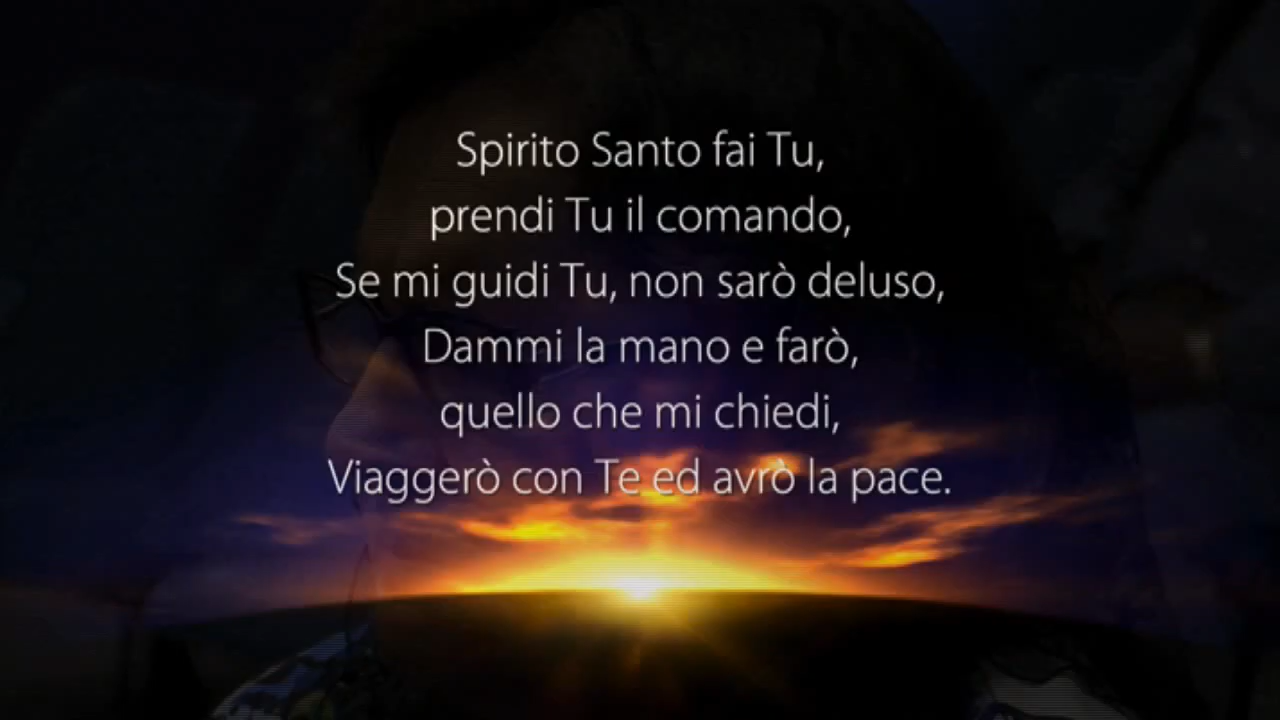 Spirito Santo fai Tu,
prendi Tu il comando,
Se mi guidi Tu, non sarò deluso,
Dammi la mano e farò,
quello che mi chiedi,
Viaggerò con Te ed avrò la pace.